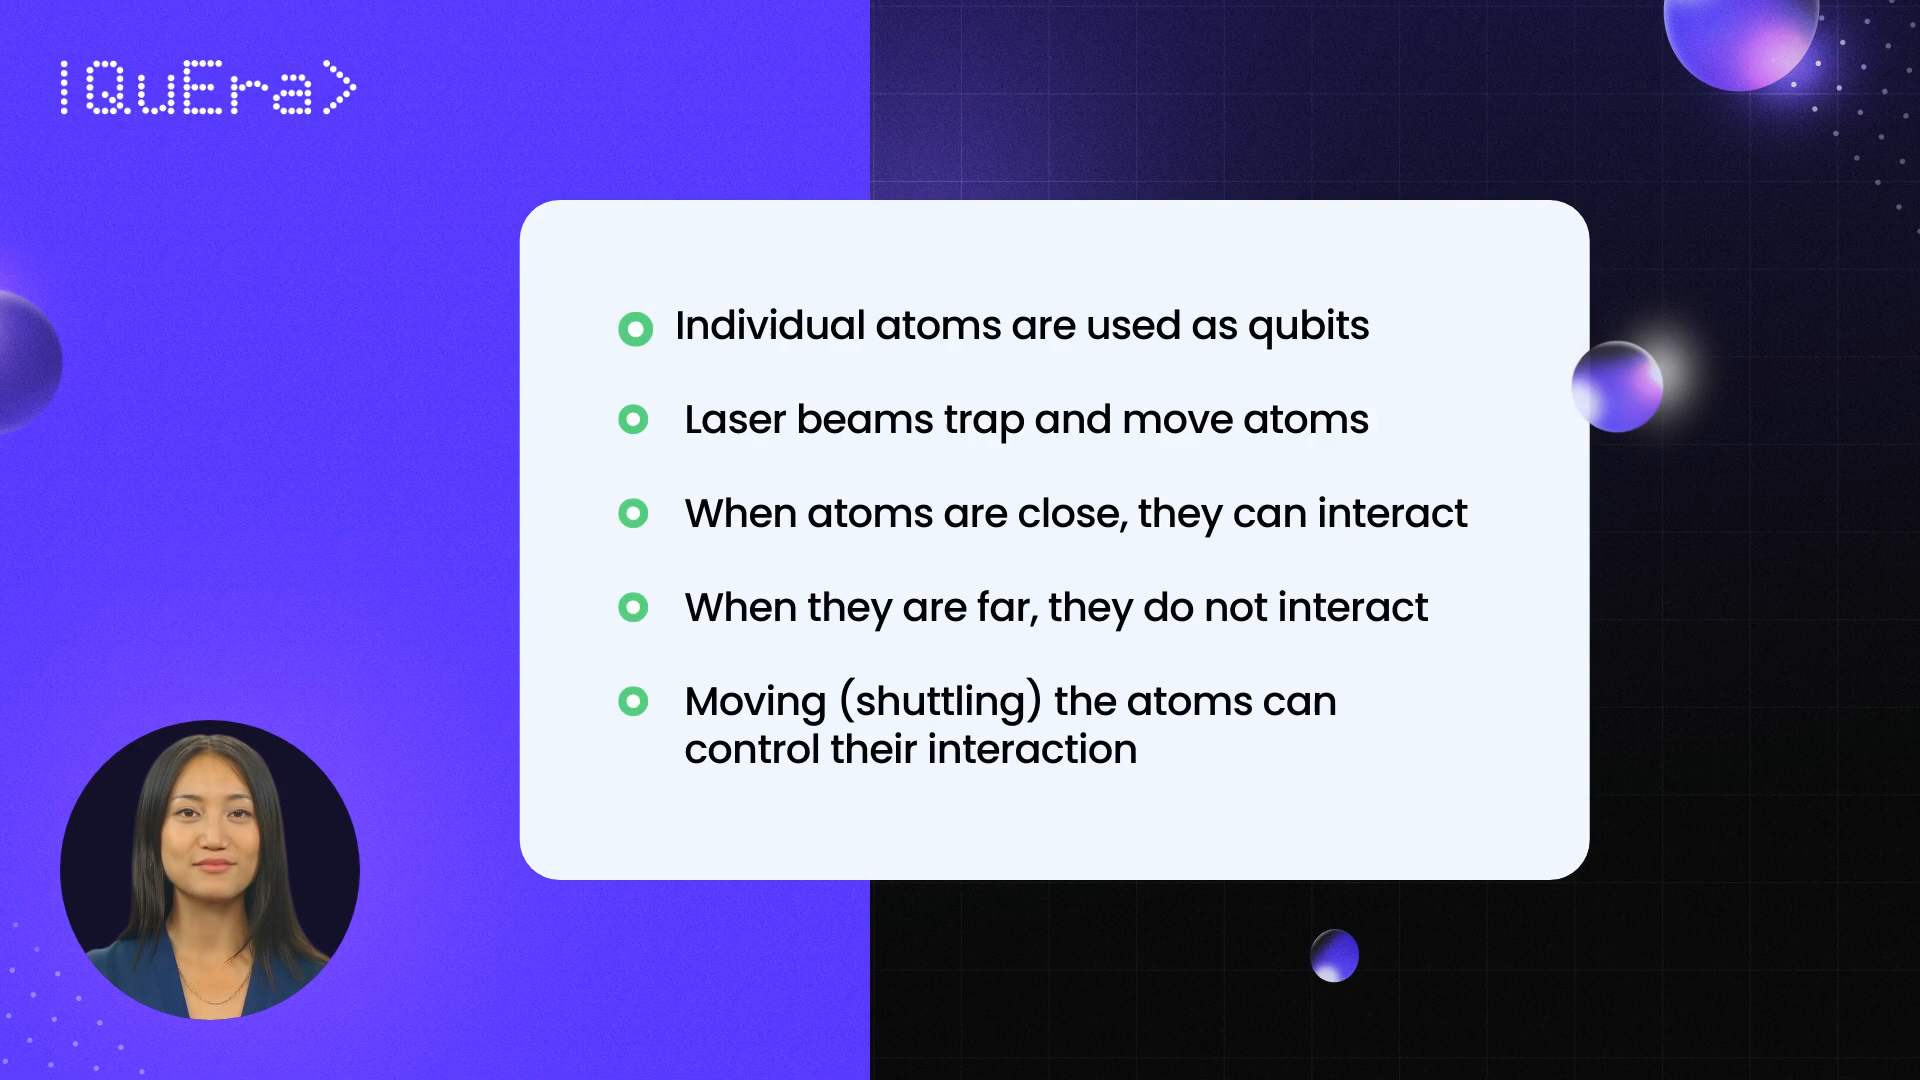 |QuEra>
Individual atoms are used as qubits
Laser beams trap and move atoms
When atoms are close, they can interact
When they are far, they do not interact
Moving (shuttling) the atoms can
control their interaction